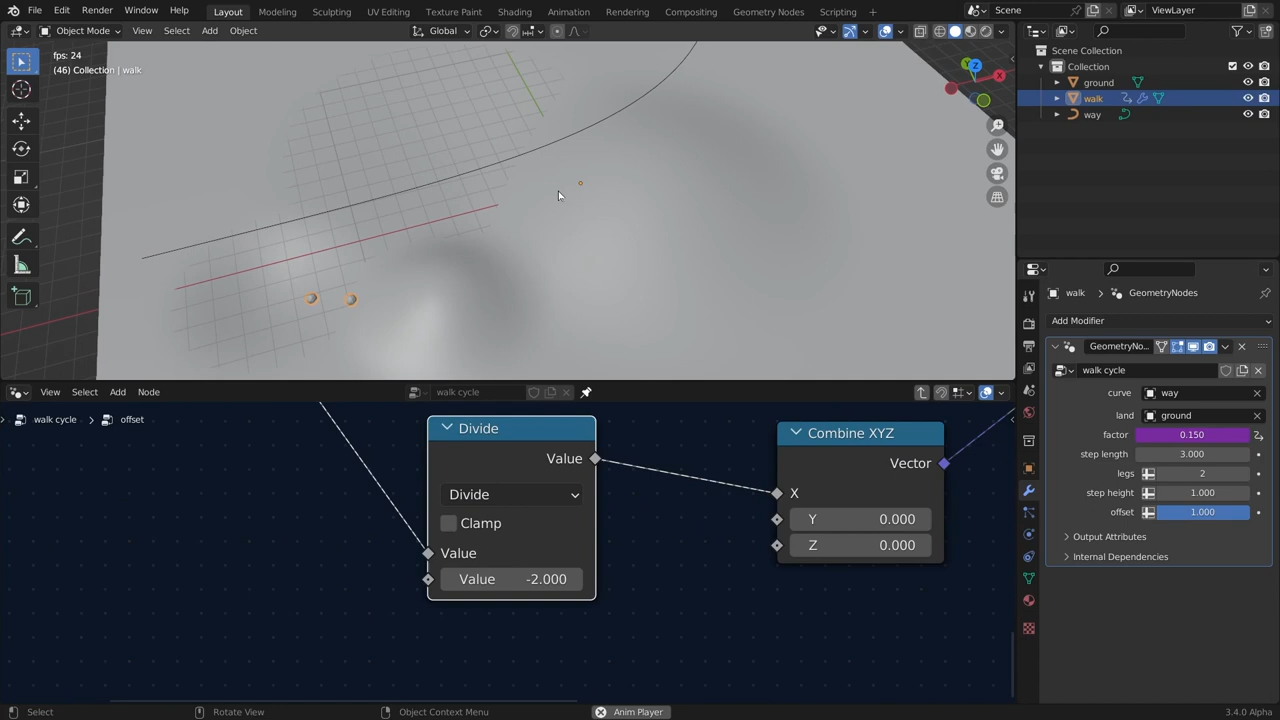 File Edit Render Window Help Layout Modeling Sculpting UV Editing Texture Paint Shading Animation Rendering Compositing Geometry Nodes Scripting + Scene ViewLayer
Object Mode View Select Add Object Global
fps: 24
(46) Collection | walk
Z
X
Y
Scene Collection
Collection
ground
walk
way
walk > GeometryNodes
Add Modifier
GeometryNo...
walk cycle
curve way
land ground
factor 0.150
step length 3.000
legs 2
step height 1.000
offset 1.000
Output Attributes
Internal Dependencies
View Select Add Node walk cycle
walk cycle > offset
Divide
Value
Divide
Clamp
Value
Value -2.000
Combine XYZ
Vector
X
Y 0.000
Z 0.000
Select Rotate View Object Context Menu Anim Player 3.4.0 Alpha